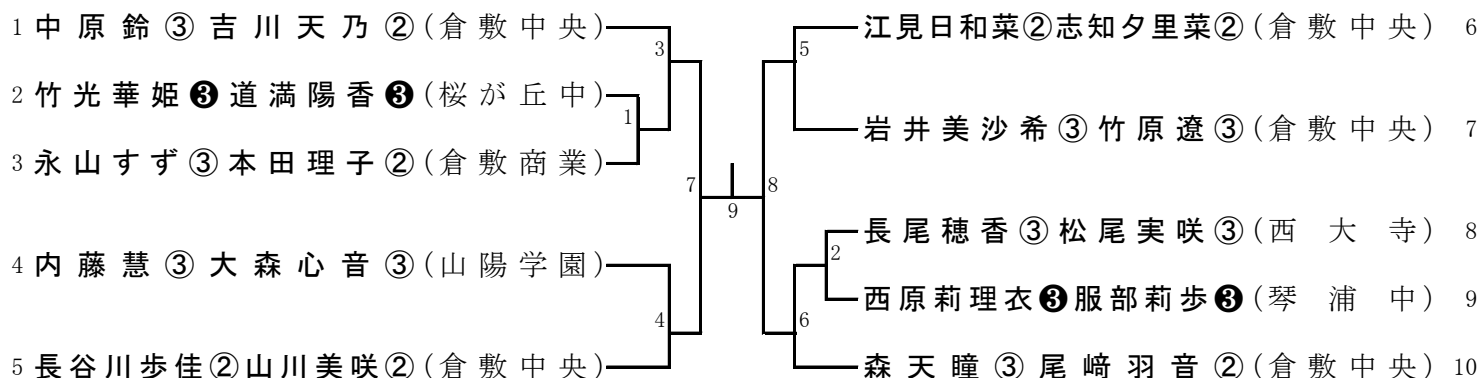 1 中原鈴③吉川天乃②(倉敷中央)
3
2 竹光華姫❸道満陽香❸(桜が丘中)
1
3 永山すず③本田理子②(倉敷商業)
7
4 内藤慧③大森心音③(山陽学園)
4
5 長谷川歩佳②山川美咲②(倉敷中央)
9
江見日和菜②志知夕里菜②(倉敷中央) 6
5
岩井美沙希③竹原遼③(倉敷中央) 7
8
長尾穂香③松尾実咲③(西大寺) 8
2
西原莉理衣❸服部莉歩❸(琴浦中) 9
6
森天瞳③尾﨑羽音②(倉敷中央) 10